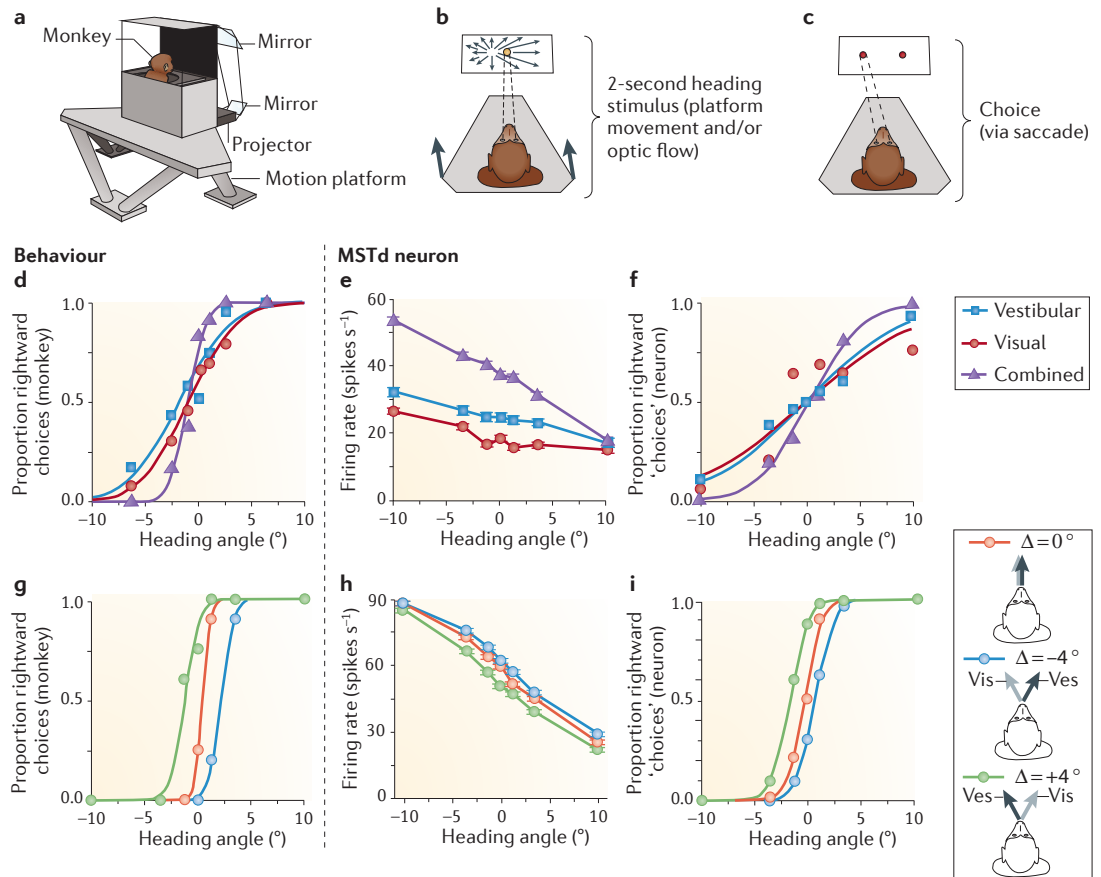 a
Monkey
Mirror
Mirror
Projector
Motion platform
b
2-second heading
stimulus (platform
movement and/or
optic flow)
c
Choice
(via saccade)
Behaviour
MSTd neuron
d
Proportion rightward
choices (monkey)
1.0
0.5
0.0
−10 −5 0 5 10
Heading angle (°)
e
Firing rate (spikes s⁻¹)
60
40
20
0
−10 −5 0 5 10
Heading angle (°)
f
Proportion rightward
‘choices’ (neuron)
1.0
0.5
0.0
−10 −5 0 5 10
Heading angle (°)
Vestibular
Visual
Combined
g
Proportion rightward
choices (monkey)
1.0
0.5
0.0
−10 −5 0 5 10
Heading angle (°)
h
Firing rate (spikes s⁻¹)
90
60
30
0
−10 −5 0 5 10
Heading angle (°)
i
Proportion rightward
‘choices’ (neuron)
1.0
0.5
0.0
−10 −5 0 5 10
Heading angle (°)
Δ=0°
Δ=−4°
Vis Ves
Δ=+4°
Ves Vis